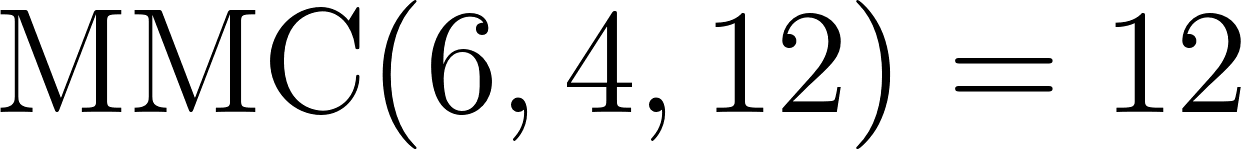 MMC(6, 4, 12) = 12